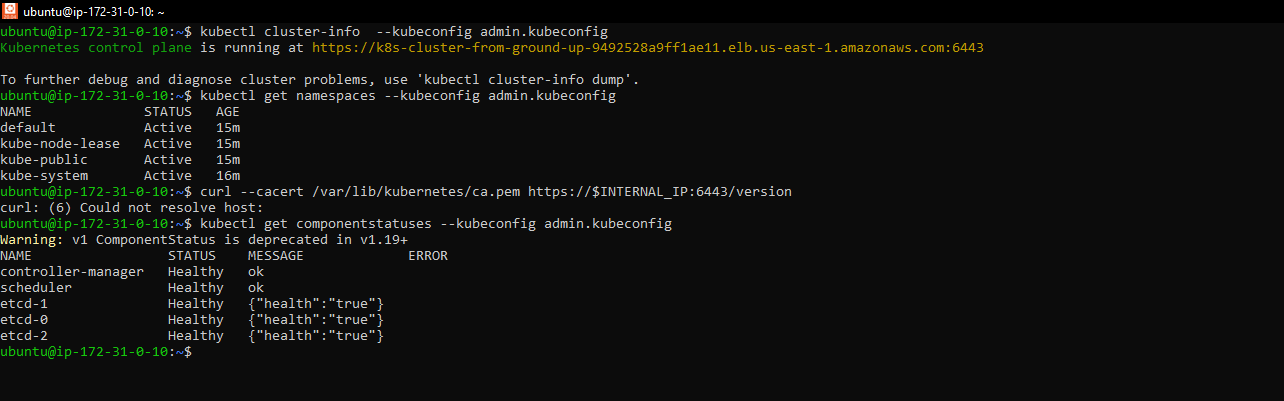 ubuntu@ip-172-31-0-10: ~
ubuntu@ip-172-31-0-10:~$ kubectl cluster-info  --kubeconfig admin.kubeconfig
Kubernetes control plane is running at https://k8s-cluster-from-ground-up-9492528a9ff1ae11.elb.us-east-1.amazonaws.com:6443

To further debug and diagnose cluster problems, use 'kubectl cluster-info dump'.
ubuntu@ip-172-31-0-10:~$ kubectl get namespaces --kubeconfig admin.kubeconfig
NAME              STATUS   AGE
default           Active   15m
kube-node-lease   Active   15m
kube-public       Active   15m
kube-system       Active   16m
ubuntu@ip-172-31-0-10:~$ curl --cacert /var/lib/kubernetes/ca.pem https://$INTERNAL_IP:6443/version
curl: (6) Could not resolve host:
ubuntu@ip-172-31-0-10:~$ kubectl get componentstatuses --kubeconfig admin.kubeconfig
Warning: v1 ComponentStatus is deprecated in v1.19+
NAME                 STATUS    MESSAGE             ERROR
controller-manager   Healthy   ok
scheduler            Healthy   ok
etcd-1               Healthy   {"health":"true"}
etcd-0               Healthy   {"health":"true"}
etcd-2               Healthy   {"health":"true"}
ubuntu@ip-172-31-0-10:~$